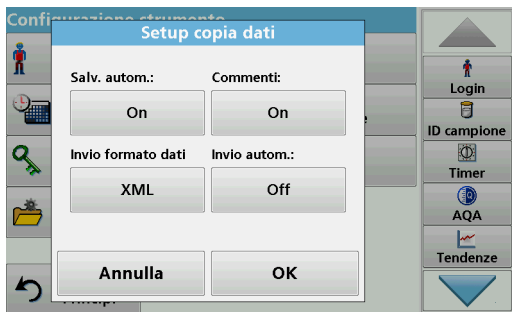 Configurazione strumento
Setup copia dati
Salv. autom.: Commenti:
On On
Invio formato dati Invio autom.:
XML Off
Annulla OK
Login
ID campione
Timer
AQA
Tendenze